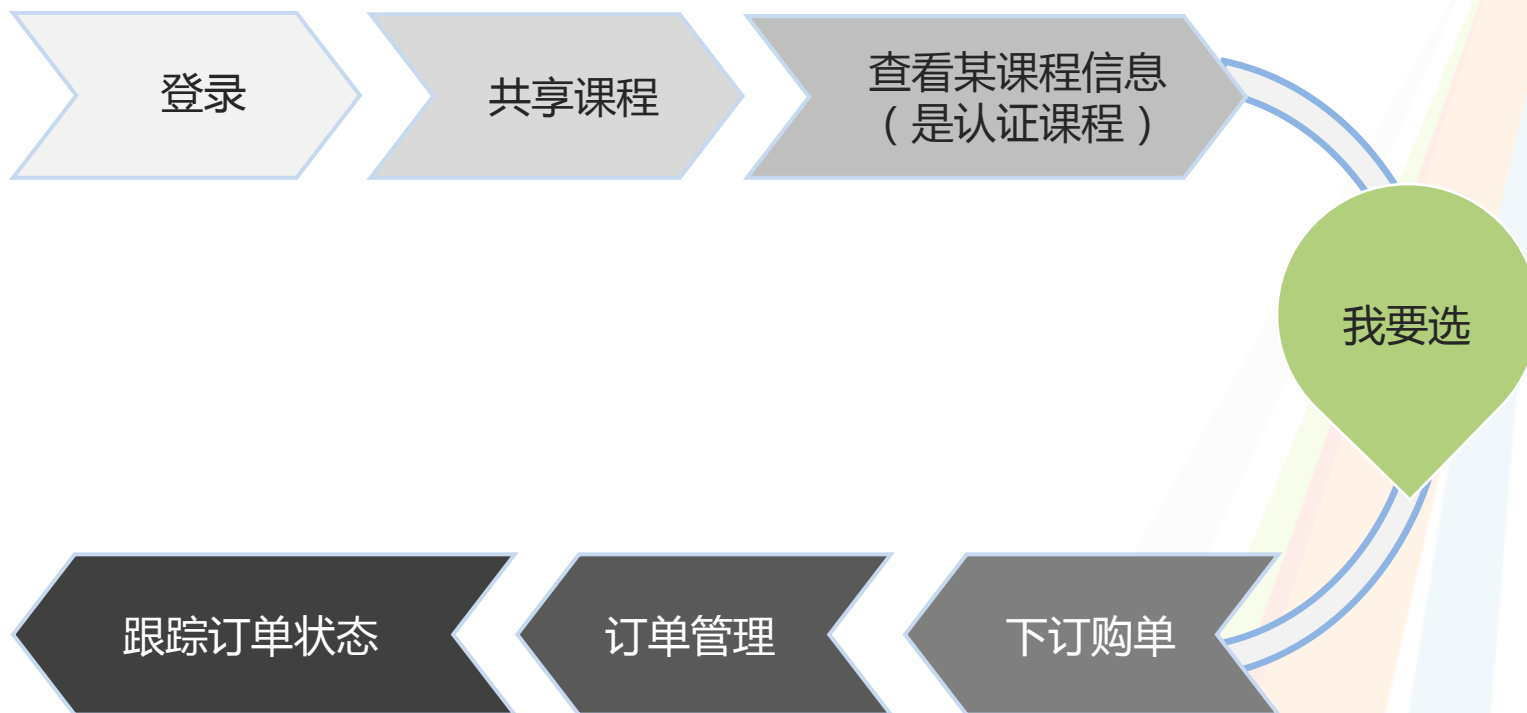 登录
共享课程
查看某课程信息
（是认证课程）
我要选
下订购单
订单管理
跟踪订单状态